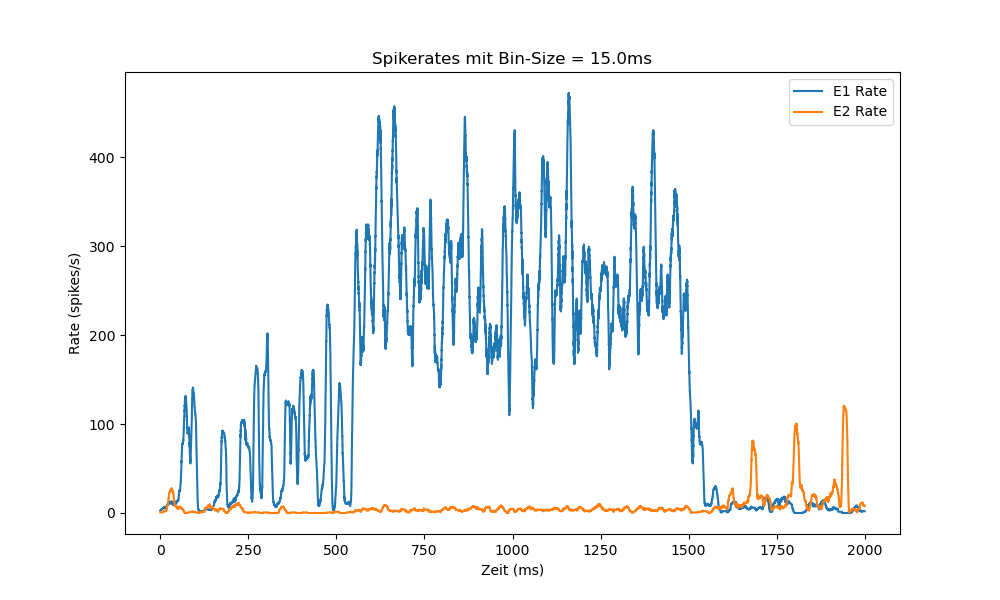 Spikerates mit Bin-Size = 15.0ms
E1 Rate
E2 Rate
Rate (spikes/s)
400
300
200
100
0
0 250 500 750 1000 1250 1500 1750 2000
Zeit (ms)